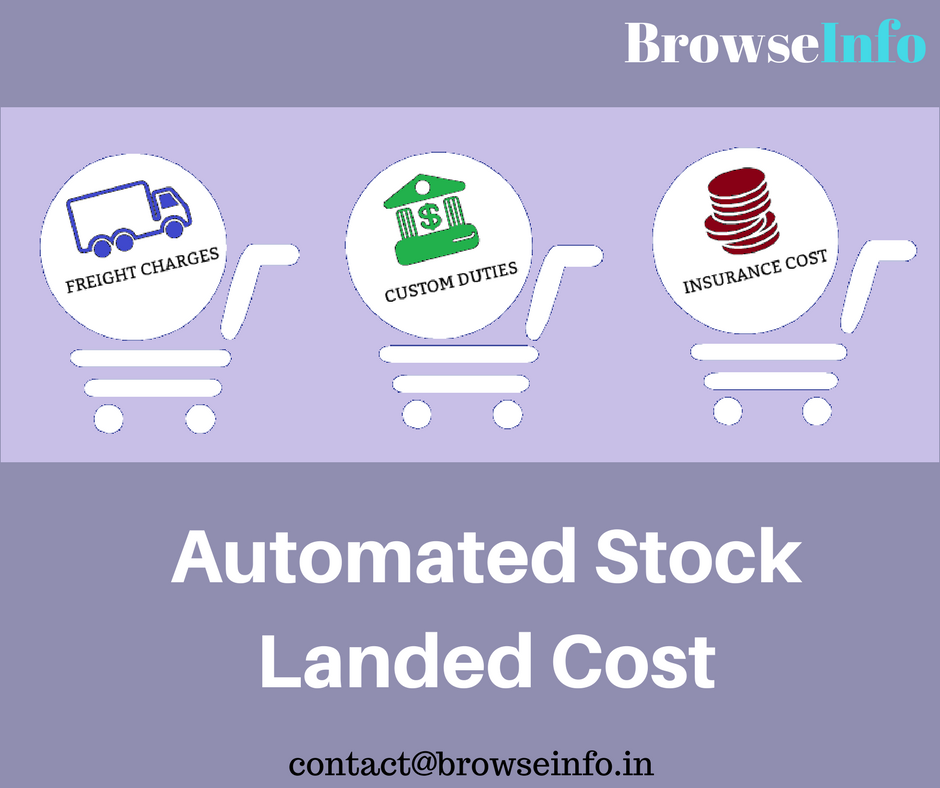 BrowseInfo
FREIGHT CHARGES
CUSTOM DUTIES
INSURANCE COST
Automated Stock
Landed Cost
contact@browseinfo.in